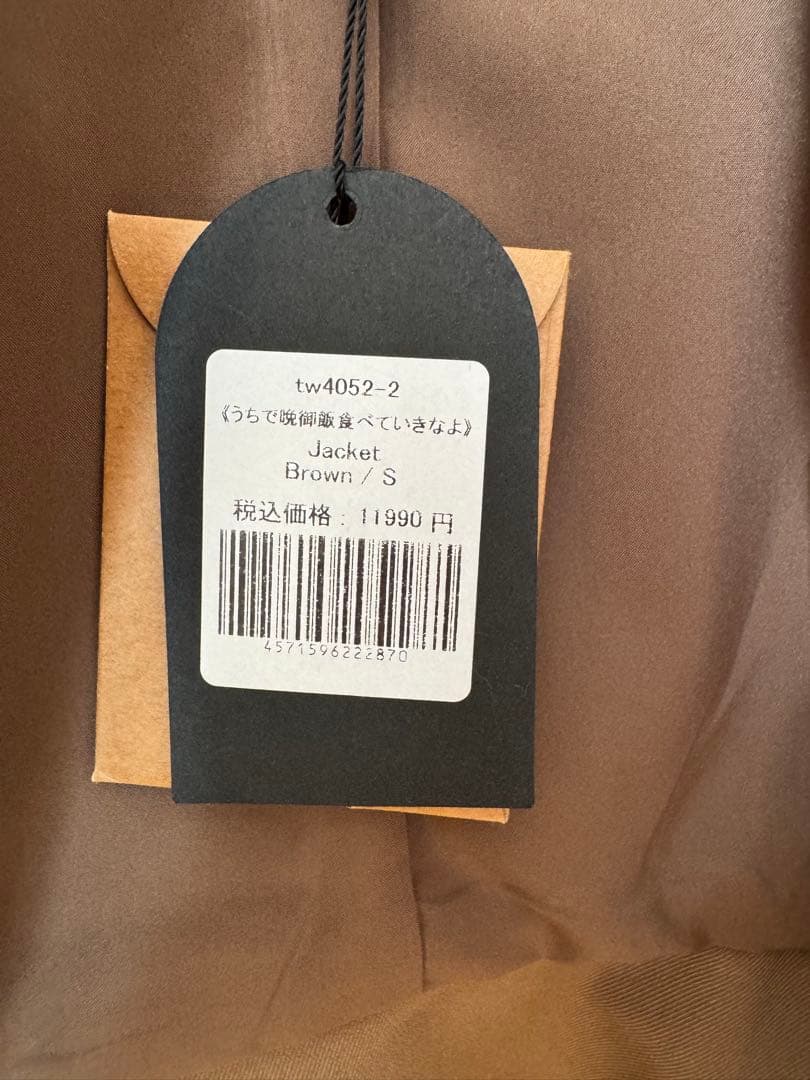 tw4052-2
《うちで晩御飯食べていきなよ》
Jacket
Brown / S
税込価格: 11990 円
4571596222870